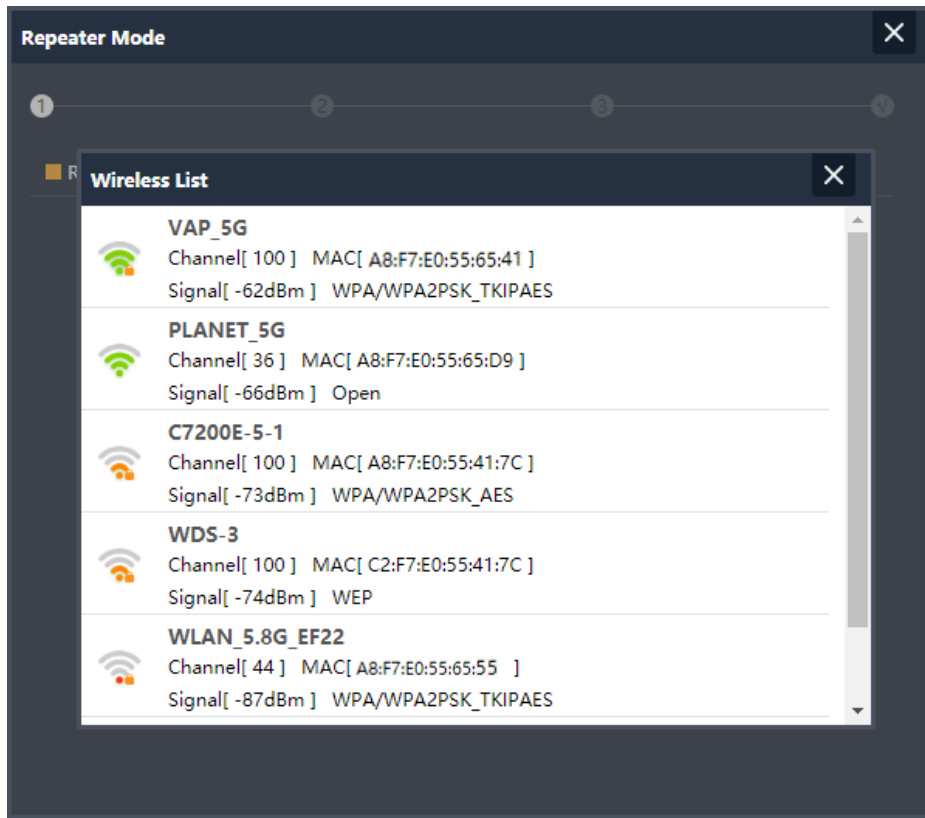 Repeater Mode
1 2 3 √
R
Wireless List
VAP_5G
Channel[ 100 ] MAC[ A8:F7:E0:55:65:41 ]
Signal[ -62dBm ] WPA/WPA2PSK_TKIPAES
PLANET_5G
Channel[ 36 ] MAC[ A8:F7:E0:55:65:D9 ]
Signal[ -66dBm ] Open
C7200E-5-1
Channel[ 100 ] MAC[ A8:F7:E0:55:41:7C ]
Signal[ -73dBm ] WPA/WPA2PSK_AES
WDS-3
Channel[ 100 ] MAC[ C2:F7:E0:55:41:7C ]
Signal[ -74dBm ] WEP
WLAN_5.8G_EF22
Channel[ 44 ] MAC[ A8:F7:E0:55:65:55 ]
Signal[ -87dBm ] WPA/WPA2PSK_TKIPAES